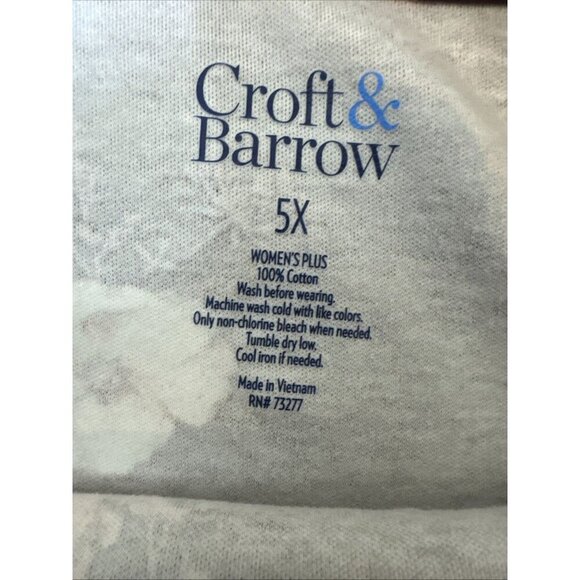 Croft&
Barrow
5X
WOMEN'S PLUS
100% Cotton
Wash before wearing.
Machine wash cold with like colors.
Only non-chlorine bleach when needed.
Tumble dry low.
Cool iron if needed.
Made in Vietnam
RN# 73277